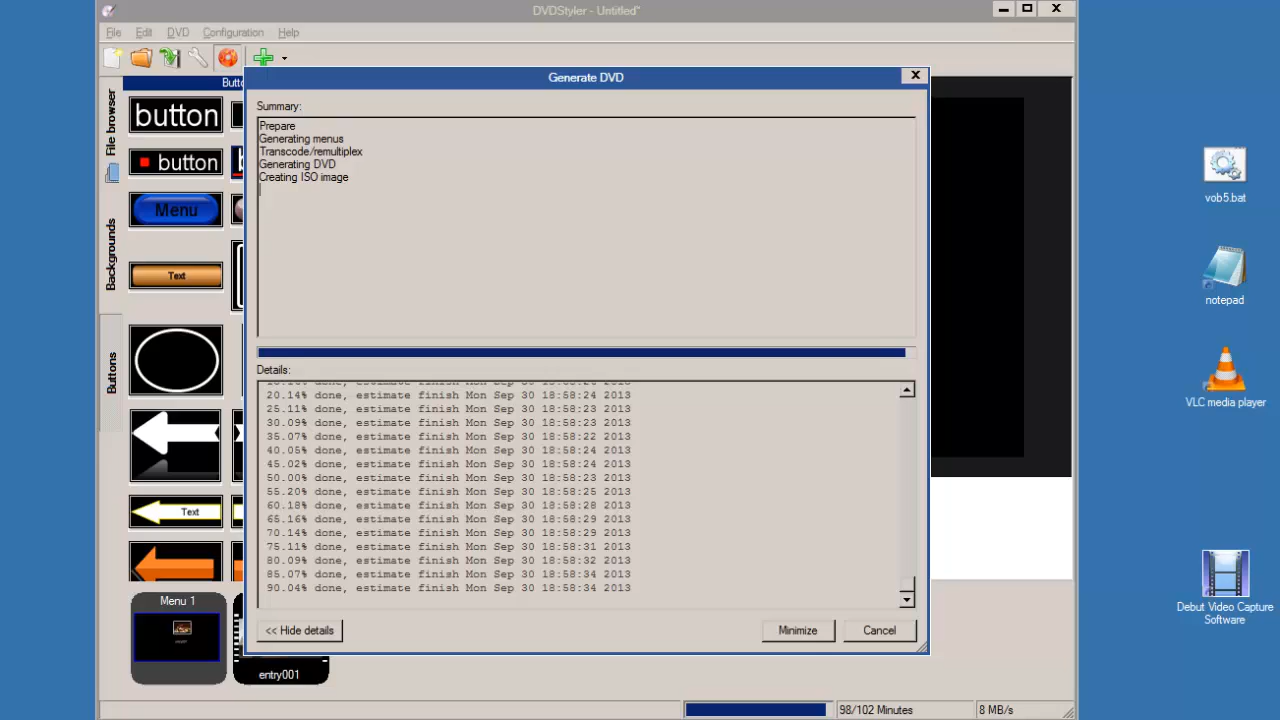 DVDStyler - Untitled*
File Edit DVD Configuration Help
Butto
Generate DVD
Summary:
Prepare
Generating menus
Transcode/remultiplex
Generating DVD
Creating ISO image
Details:
20.14% done, estimate finish Mon Sep 30 18:58:24 2013
25.11% done, estimate finish Mon Sep 30 18:58:23 2013
30.09% done, estimate finish Mon Sep 30 18:58:23 2013
35.07% done, estimate finish Mon Sep 30 18:58:22 2013
40.05% done, estimate finish Mon Sep 30 18:58:24 2013
45.02% done, estimate finish Mon Sep 30 18:58:24 2013
50.00% done, estimate finish Mon Sep 30 18:58:23 2013
55.20% done, estimate finish Mon Sep 30 18:58:25 2013
60.18% done, estimate finish Mon Sep 30 18:58:28 2013
65.16% done, estimate finish Mon Sep 30 18:58:29 2013
70.14% done, estimate finish Mon Sep 30 18:58:29 2013
75.11% done, estimate finish Mon Sep 30 18:58:31 2013
80.09% done, estimate finish Mon Sep 30 18:58:32 2013
85.07% done, estimate finish Mon Sep 30 18:58:34 2013
90.04% done, estimate finish Mon Sep 30 18:58:34 2013
<< Hide details
Minimize
Cancel
File browser
Backgrounds
Buttons
button
button
Menu
Text
Text
Menu 1
entry001
98/102 Minutes
8 MB/s
vob5.bat
notepad
VLC media player
Debut Video Capture
Software